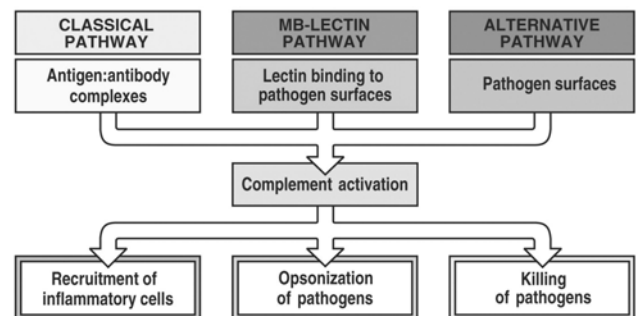 CLASSICAL
PATHWAY
MB-LECTIN
PATHWAY
ALTERNATIVE
PATHWAY
Antigen:antibody
complexes
Lectin binding to
pathogen surfaces
Pathogen surfaces
Complement activation
Recruitment of
inflammatory cells
Opsonization
of pathogens
Killing
of pathogens